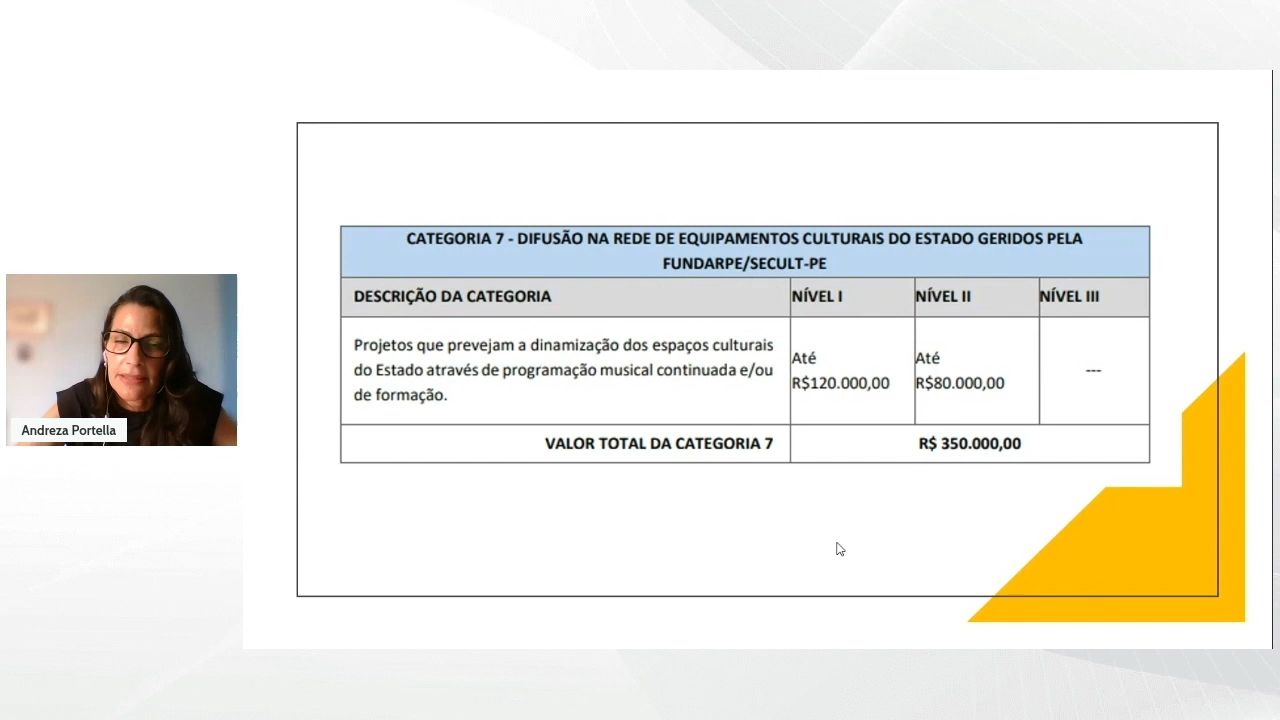 CATEGORIA 7 - DIFUSÃO NA REDE DE EQUIPAMENTOS CULTURAIS DO ESTADO GERIDOS PELA
FUNDARPE/SECULT-PE
DESCRIÇÃO DA CATEGORIA
NÍVEL I
NÍVEL II
NÍVEL III
Projetos que prevejam a dinamização dos espaços culturais
do Estado através de programação musical continuada e/ou
de formação.
Até
R$120.000,00
Até
R$80.000,00
---
VALOR TOTAL DA CATEGORIA 7
R$ 350.000,00
Andreza Portella